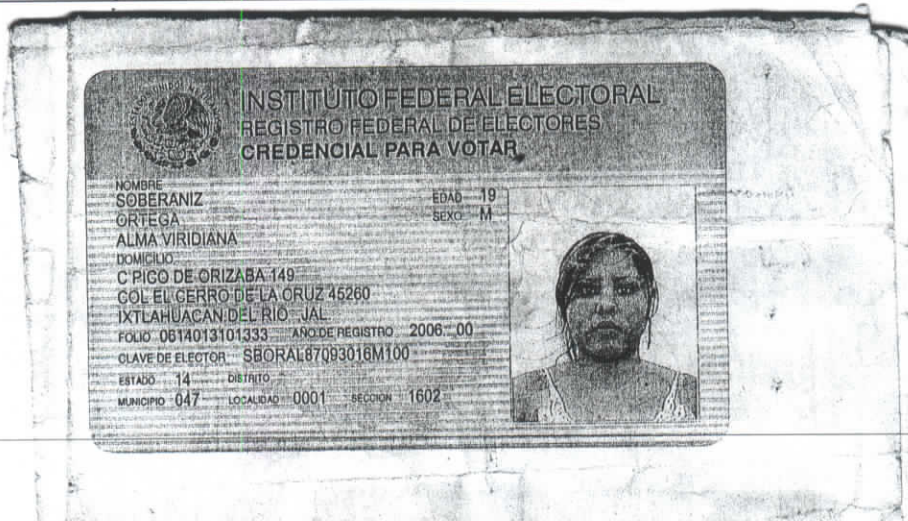 INSTITUTO FEDERAL ELECTORAL
REGISTRO FEDERAL DE ELECTORES
CREDENCIAL PARA VOTAR
NOMBRE
SOBERANIZ
ORTEGA
ALMA VIRIDIANA
EDAD 19
SEXO M
DOMICILIO
C PICO DE ORIZABA 149
COL EL CERRO DE LA CRUZ 45260
IXTLAHUACAN DEL RIO ,JAL.
FOLIO 0614013101333 AÑO DE REGISTRO 2006 00
CLAVE DE ELECTOR SBORAL87093016M100
ESTADO 14 DISTRITO
MUNICIPIO 047 LOCALIDAD 0001 SECCION 1602